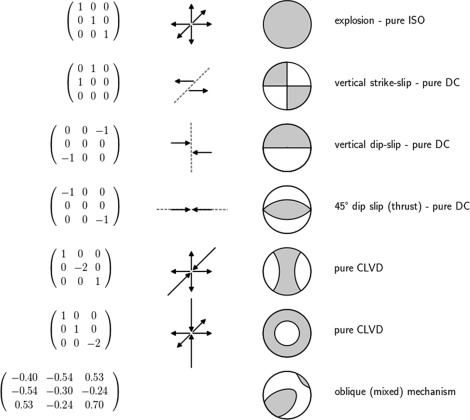 1 0 0
0 1 0 explosion - pure ISO
0 0 1
0 1 0
1 0 0 vertical strike-slip - pure DC
0 0 0
0 0 −1
0 0 0 vertical dip-slip - pure DC
−1 0 0
−1 0 0
0 0 0 45° dip slip (thrust) - pure DC
0 0 −1
1 0 0
0 −2 0 pure CLVD
0 0 1
1 0 0
0 1 0 pure CLVD
0 0 −2
−0.40 −0.54 0.53
−0.54 −0.30 −0.24 oblique (mixed) mechanism
0.53 −0.24 0.70